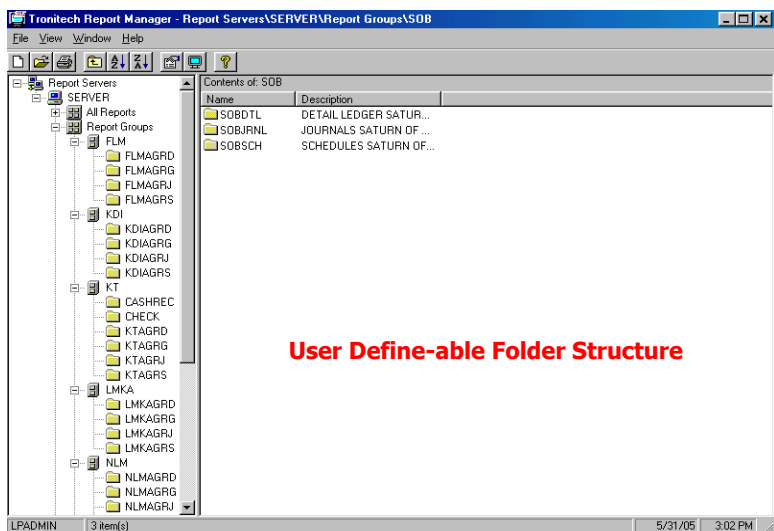 Tronitech Report Manager - Report Servers\SERVER\Report Groups\SOB
File View Window Help
Report Servers
SERVER
All Reports
Report Groups
FLM
FLMAGRD
FLMAGRG
FLMAGRJ
FLMAGRS
KDI
KDIAGRD
KDIAGRG
KDIAGRJ
KDIAGRS
KT
CASHREC
CHECK
KTAGRD
KTAGRG
KTAGRJ
KTAGRS
LMKA
LMKAGRD
LMKAGRG
LMKAGRJ
LMKAGRS
NLM
NLMAGRD
NLMAGRG
NLMAGRJ
Contents of: SOB
Name Description
SOBDTL DETAIL LEDGER SATUR...
SOBJRNL JOURNALS SATURN OF ...
SOBSCH SCHEDULES SATURN OF...
User Define-able Folder Structure
LPADMIN 3 item(s) 5/31/05 3:02 PM